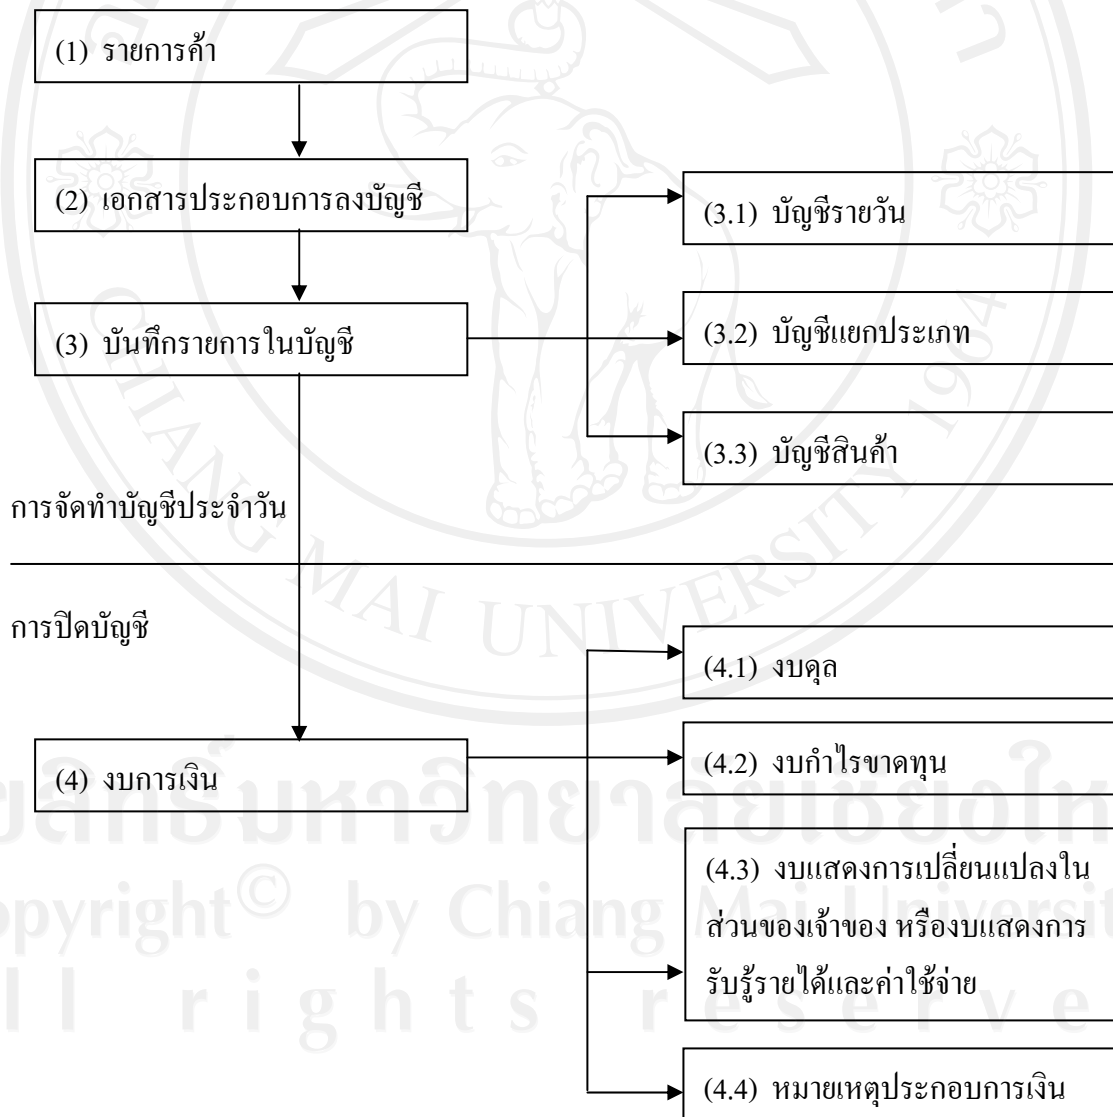 (1) รายการค้า
(2) เอกสารประกอบการลงบัญชี
(3) บันทึกรายการในบัญชี
(3.1) บัญชีรายวัน
(3.2) บัญชีแยกประเภท
(3.3) บัญชีสินค้า
การจัดทำบัญชีประจำวัน
การปิดบัญชี
(4) งบการเงิน
(4.1) งบดุล
(4.2) งบกำไรขาดทุน
(4.3) งบแสดงการเปลี่ยนแปลงใน
ส่วนของเจ้าของ หรืองบแสดงการ
รับรู้รายได้และค่าใช้จ่าย
(4.4) หมายเหตุประกอบการเงิน
CHIANG MAI UNIVERSITY 1964
by Chiang Mai
rights